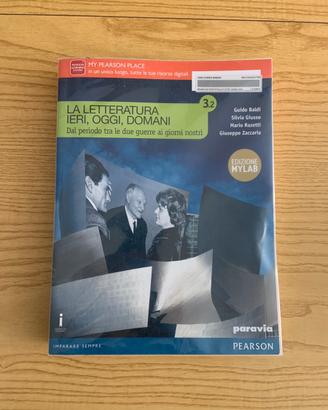 MY PEARSON PLACE
in un unico luogo, tutte le tue risorse digitali
LA LETTERATURA
IERI, OGGI, DOMANI
3.2
Dal periodo tra le due guerre ai giorni nostri
Guido Baldi
Silvia Giusso
Mario Razetti
Giuseppe Zaccaria
EDIZIONE
MYLAB
i
paravia
IMPARARE SEMPRE
PEARSON